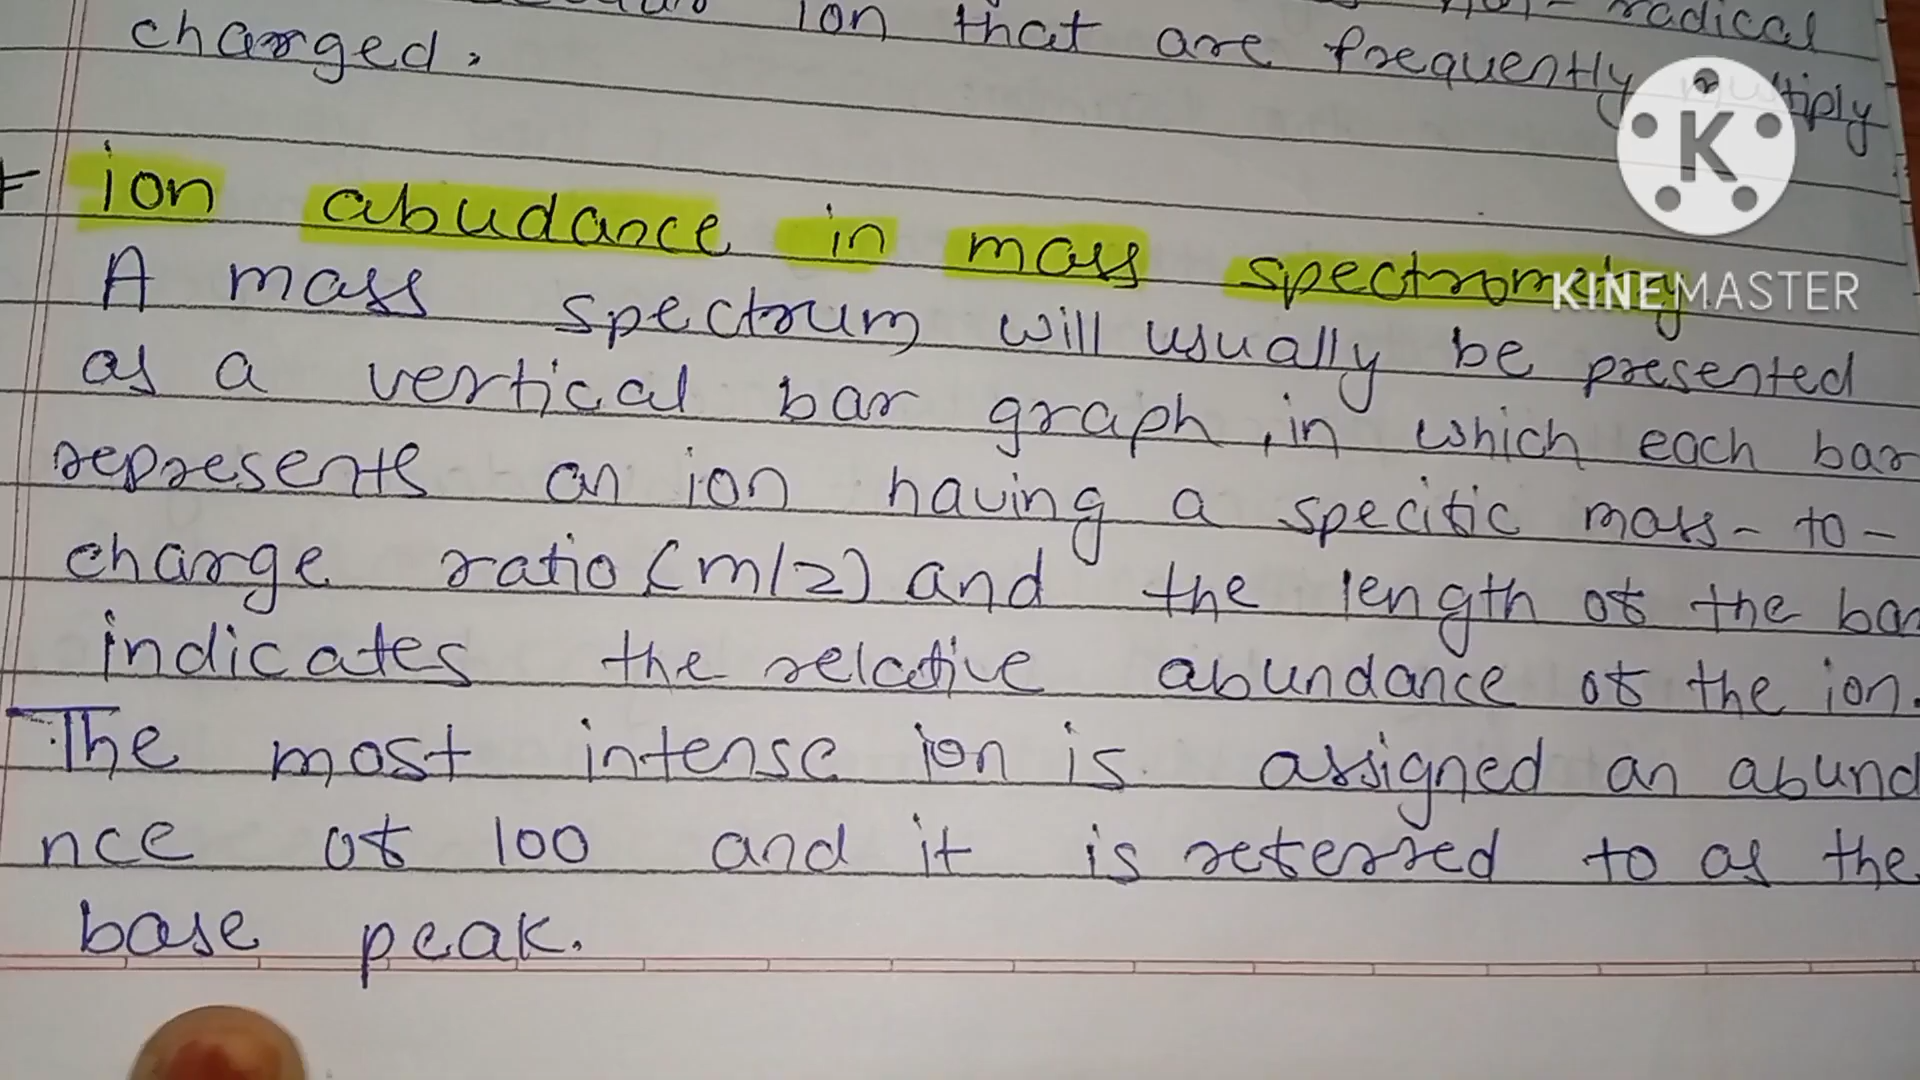 ion that are frequently multiply
radical
charged.
ion abudance in mass spectrometry
A mass spectrum will usually be presented
as a vertical bar graph, in which each bar
represents an ion having a specific mass-to-
charge ratio (m/z) and the length of the bar
indicates the relative abundance of the ion.
The most intense ion is assigned an abund
nce of 100 and it is referred to as the
base peak.
K
KINEMASTER